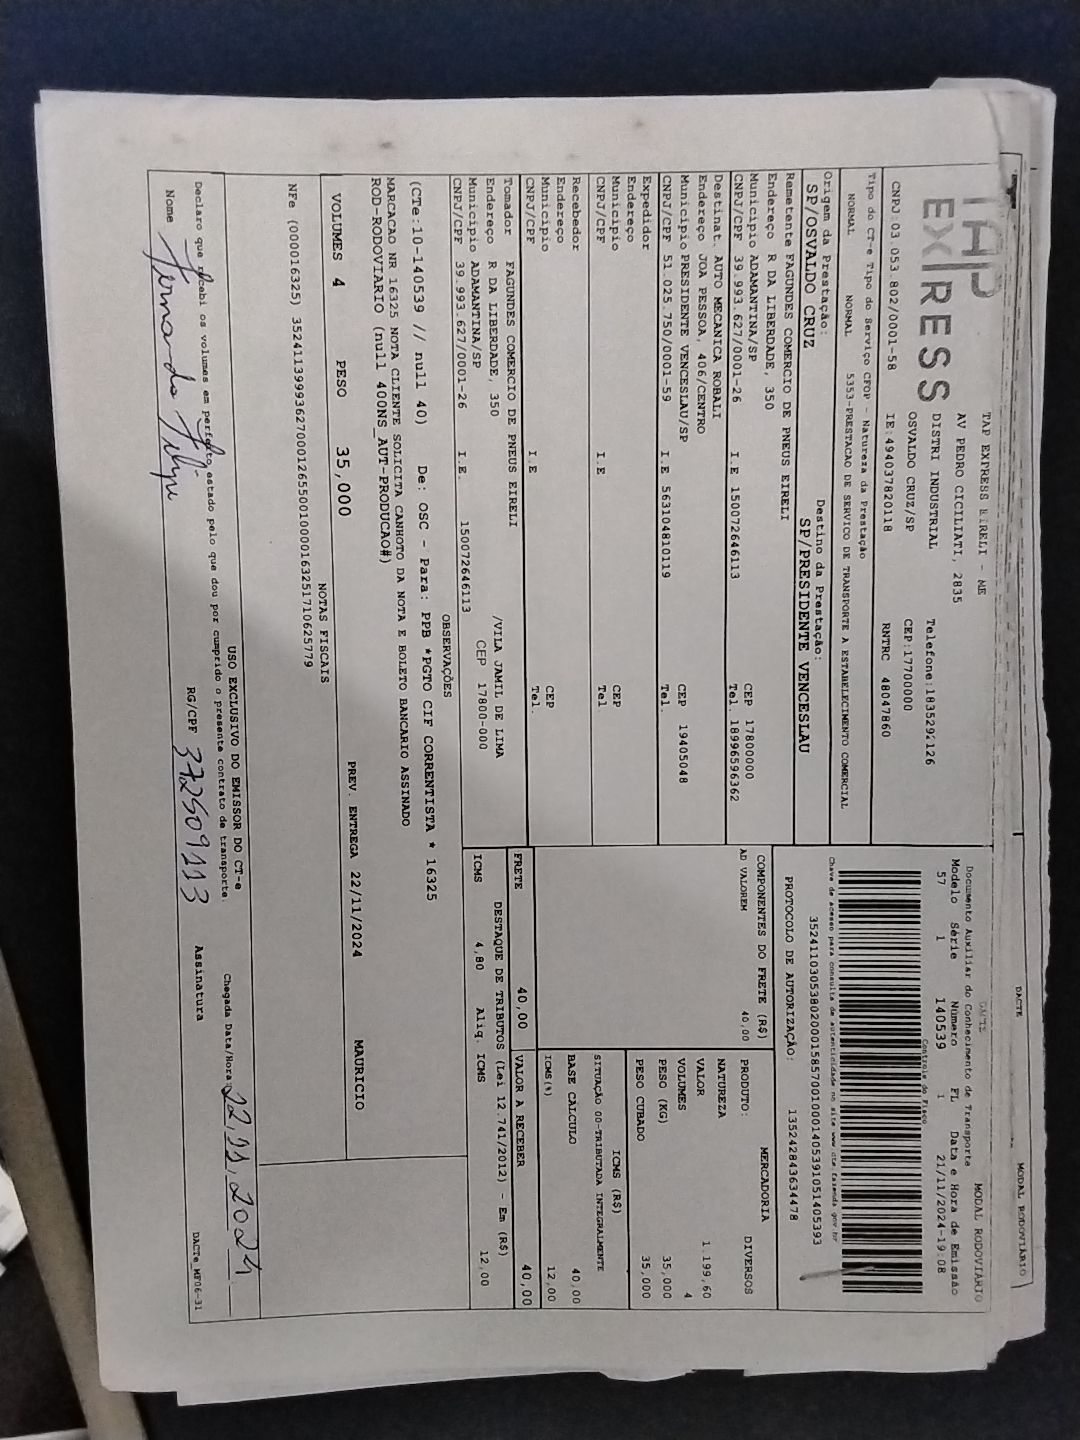 DACTE MODAL RODOVIÁRIO
TAP
EXPRESS
TAP EXPRESS EIRELI - ME
AV PEDRO CICILIATI, 2835
DISTRI INDUSTRIAL Telefone:1835292126
OSVALDO CRUZ/SP CEP:17700000
CNPJ:03.053.802/0001-58 IE:494037820118 RNTRC 48047860
DACTE MODAL RODOVIÁRIO
Documento Auxiliar do Conhecimento de Transporte
Modelo Série Número FL Data e Hora de Emissão
57 1 140539 1 21/11/2024-19:08
Controle do Fisco
Chave de acesso para consulta de autenticidade no site www.cte.fazenda.gov.br
35241103053802000158570010001405391051405393
PROTOCOLO DE AUTORIZAÇÃO: 135242843634478
Tipo do CT-e Tipo do Serviço CFOP - Natureza da Prestação
NORMAL NORMAL 5353-PRESTACAO DE SERVICO DE TRANSPORTE A ESTABELECIMENTO COMERCIAL
Origem da Prestação: Destino da Prestação:
SP/OSVALDO CRUZ SP/PRESIDENTE VENCESLAU
Remetente FAGUNDES COMERCIO DE PNEUS EIRELI
Endereço R DA LIBERDADE, 350
Município ADAMANTINA/SP CEP 17800000
CNPJ/CPF 39.993.627/0001-26 I.E 150072646113 Tel. 18996596362
Destinat. AUTO MECANICA ROBALI
Endereço JOA PESSOA, 406/CENTRO
Município PRESIDENTE VENCESLAU/SP CEP 19405048
CNPJ/CPF 51.025.750/0001-59 I.E 563104810119 Tel.
Expedidor
Endereço
Município CEP
CNPJ/CPF I.E Tel
Recebedor
Endereço
Município CEP
CNPJ/CPF I.E Tel.
Tomador FAGUNDES COMERCIO DE PNEUS EIRELI
Endereço R DA LIBERDADE, 350 /VILA JAMIL DE LIMA
Município ADAMANTINA/SP CEP 17800-000
CNPJ/CPF 39.993.627/0001-26 I.E. 150072646113
COMPONENTES DO FRETE (R$)
AD VALOREM 40,00
PRODUTO: MERCADORIA
NATUREZA DIVERSOS
VALOR 1.199,60
VOLUMES 4
PESO (KG) 35,000
PESO CUBADO 35,000
ICMS (R$)
SITUAÇÃO 00-TRIBUTADA INTEGRALMENTE
BASE CÁLCULO 40,00
ICMS(%) 12,00
FRETE 40,00 VALOR A RECEBER 40,00
DESTAQUE DE TRIBUTOS (Lei 12.741/2012) - Em (R$)
ICMS 4,80 Aliq. ICMS 12,00
OBSERVAÇÕES
(CTe:10-140539 // null 40) De: OSC - Para: PPB *PGTO CIF CORRENTISTA * 16325
MARCACAO NR 16325 NOTA CLIENTE SOLICITA CANHOTO DA NOTA E BOLETO BANCARIO ASSINADO
ROD-RODOVIARIO (null 400NS_AUT-PRODUCAO#)
VOLUMES 4 PESO 35,000 PREV. ENTREGA 22/11/2024 MAURICIO
NOTAS FISCAIS
NFe (000016325) 35241139993627000126550010000163251710625779
USO EXCLUSIVO DO EMISSOR DO CT-e
Declaro que recebi os volumes em perfeito estado pelo que dou por cumprido o presente contrato de transporte. Chegada Data/Hora 22,11,2024
Nome Fernando Filipi RG/CPF 372509113 Assinatura
DACTe_MF06-31